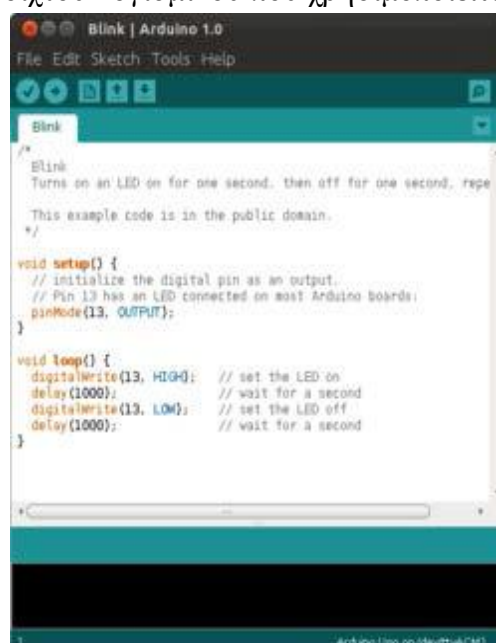 Blink | Arduino 1.0
File Edit Sketch Tools Help
Blink
/*
Blink
Turns on an LED on for one second, then off for one second, repe
This example code is in the public domain.
*/
void setup() {
// initialize the digital pin as an output.
// Pin 13 has an LED connected on most Arduino boards:
pinMode(13, OUTPUT);
}
void loop() {
digitalWrite(13, HIGH); // set the LED on
delay(1000); // wait for a second
digitalWrite(13, LOW); // set the LED off
delay(1000); // wait for a second
}
1 Arduino Uno on